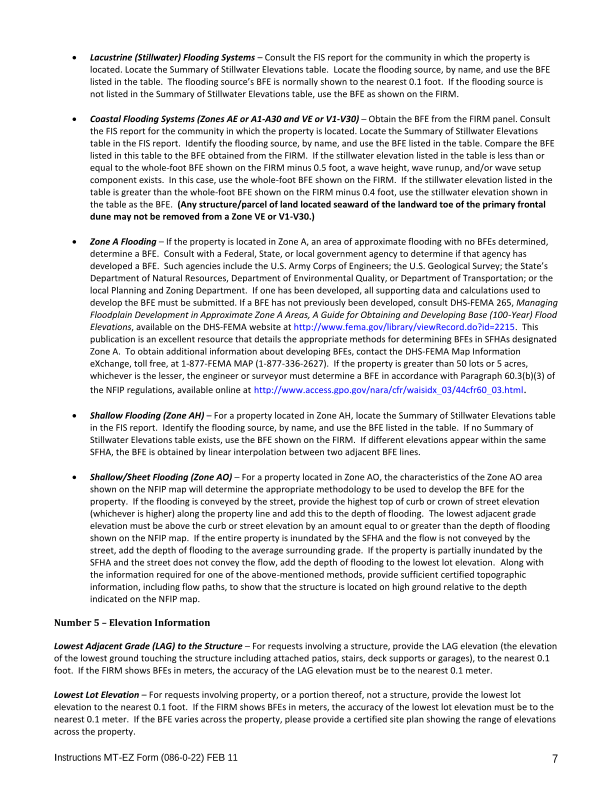 • Lacustrine (Stillwater) Flooding Systems – Consult the FIS report for the community in which the property is
located. Locate the Summary of Stillwater Elevations table.  Locate the flooding source, by name, and use the BFE
listed in the table.  The flooding source's BFE is normally shown to the nearest 0.1 foot.  If the flooding source is
not listed in the Summary of Stillwater Elevations table, use the BFE as shown on the FIRM.
• Coastal Flooding Systems (Zones AE or A1-A30 and VE or V1-V30) – Obtain the BFE from the FIRM panel. Consult
the FIS report for the community in which the property is located. Locate the Summary of Stillwater Elevations
table in the FIS report.  Identify the flooding source, by name, and use the BFE listed in the table. Compare the BFE
listed in this table to the BFE obtained from the FIRM.  If the stillwater elevation listed in the table is less than or
equal to the whole-foot BFE shown on the FIRM minus 0.5 foot, a wave height, wave runup, and/or wave setup
component exists.  In this case, use the whole-foot BFE shown on the FIRM.  If the stillwater elevation listed in the
table is greater than the whole-foot BFE shown on the FIRM minus 0.4 foot, use the stillwater elevation shown in
the table as the BFE.  (Any structure/parcel of land located seaward of the landward toe of the primary frontal
dune may not be removed from a Zone VE or V1-V30.)
• Zone A Flooding – If the property is located in Zone A, an area of approximate flooding with no BFEs determined,
determine a BFE.  Consult with a Federal, State, or local government agency to determine if that agency has
developed a BFE.  Such agencies include the U.S. Army Corps of Engineers; the U.S. Geological Survey; the State's
Department of Natural Resources, Department of Environmental Quality, or Department of Transportation; or the
local Planning and Zoning Department.  If one has been developed, all supporting data and calculations used to
develop the BFE must be submitted. If a BFE has not previously been developed, consult DHS-FEMA 265, Managing
Floodplain Development in Approximate Zone A Areas, A Guide for Obtaining and Developing Base (100-Year) Flood
Elevations, available on the DHS-FEMA website at http://www.fema.gov/library/viewRecord.do?id=2215.  This
publication is an excellent resource that details the appropriate methods for determining BFEs in SFHAs designated
Zone A.  To obtain additional information about developing BFEs, contact the DHS-FEMA Map Information
eXchange, toll free, at 1-877-FEMA MAP (1-877-336-2627).  If the property is greater than 50 lots or 5 acres,
whichever is the lesser, the engineer or surveyor must determine a BFE in accordance with Paragraph 60.3(b)(3) of
the NFIP regulations, available online at http://www.access.gpo.gov/nara/cfr/waisidx_03/44cfr60_03.html.
• Shallow Flooding (Zone AH) – For a property located in Zone AH, locate the Summary of Stillwater Elevations table
in the FIS report.  Identify the flooding source, by name, and use the BFE listed in the table.  If no Summary of
Stillwater Elevations table exists, use the BFE shown on the FIRM.  If different elevations appear within the same
SFHA, the BFE is obtained by linear interpolation between two adjacent BFE lines.
• Shallow/Sheet Flooding (Zone AO) – For a property located in Zone AO, the characteristics of the Zone AO area
shown on the NFIP map will determine the appropriate methodology to be used to develop the BFE for the
property.  If the flooding is conveyed by the street, provide the highest top of curb or crown of street elevation
(whichever is higher) along the property line and add this to the depth of flooding.  The lowest adjacent grade
elevation must be above the curb or street elevation by an amount equal to or greater than the depth of flooding
shown on the NFIP map.  If the entire property is inundated by the SFHA and the flow is not conveyed by the
street, add the depth of flooding to the average surrounding grade.  If the property is partially inundated by the
SFHA and the street does not convey the flow, add the depth of flooding to the lowest lot elevation.  Along with
the information required for one of the above-mentioned methods, provide sufficient certified topographic
information, including flow paths, to show that the structure is located on high ground relative to the depth
indicated on the NFIP map.
Number 5 – Elevation Information
Lowest Adjacent Grade (LAG) to the Structure – For requests involving a structure, provide the LAG elevation (the elevation
of the lowest ground touching the structure including attached patios, stairs, deck supports or garages), to the nearest 0.1
foot.  If the FIRM shows BFEs in meters, the accuracy of the LAG elevation must be to the nearest 0.1 meter.
Lowest Lot Elevation – For requests involving property, or a portion thereof, not a structure, provide the lowest lot
elevation to the nearest 0.1 foot.  If the FIRM shows BFEs in meters, the accuracy of the lowest lot elevation must be to the
nearest 0.1 meter.  If the BFE varies across the property, please provide a certified site plan showing the range of elevations
across the property.
Instructions MT-EZ Form (086-0-22) FEB 11 7